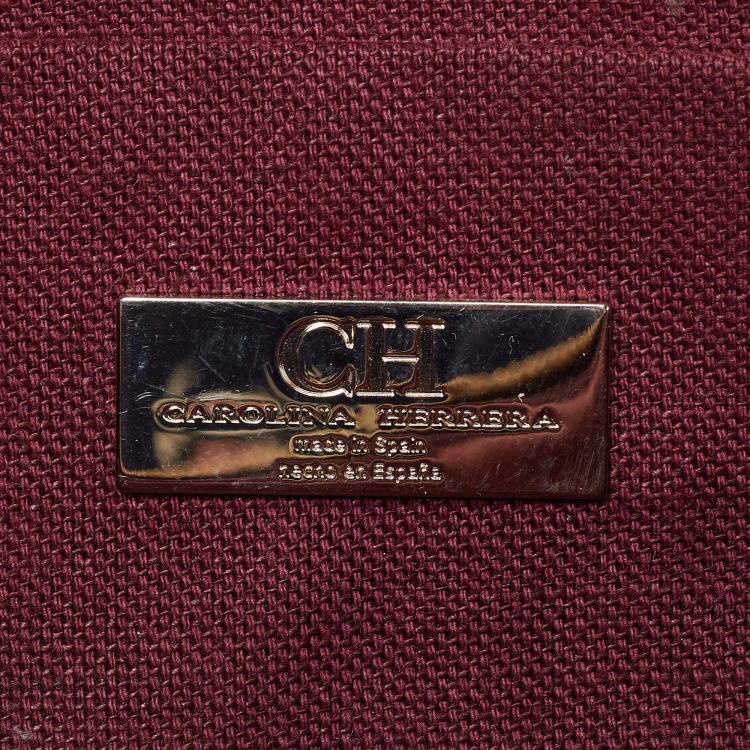 CH
CAROLINA HERRERA
made in Spain
hecho en España